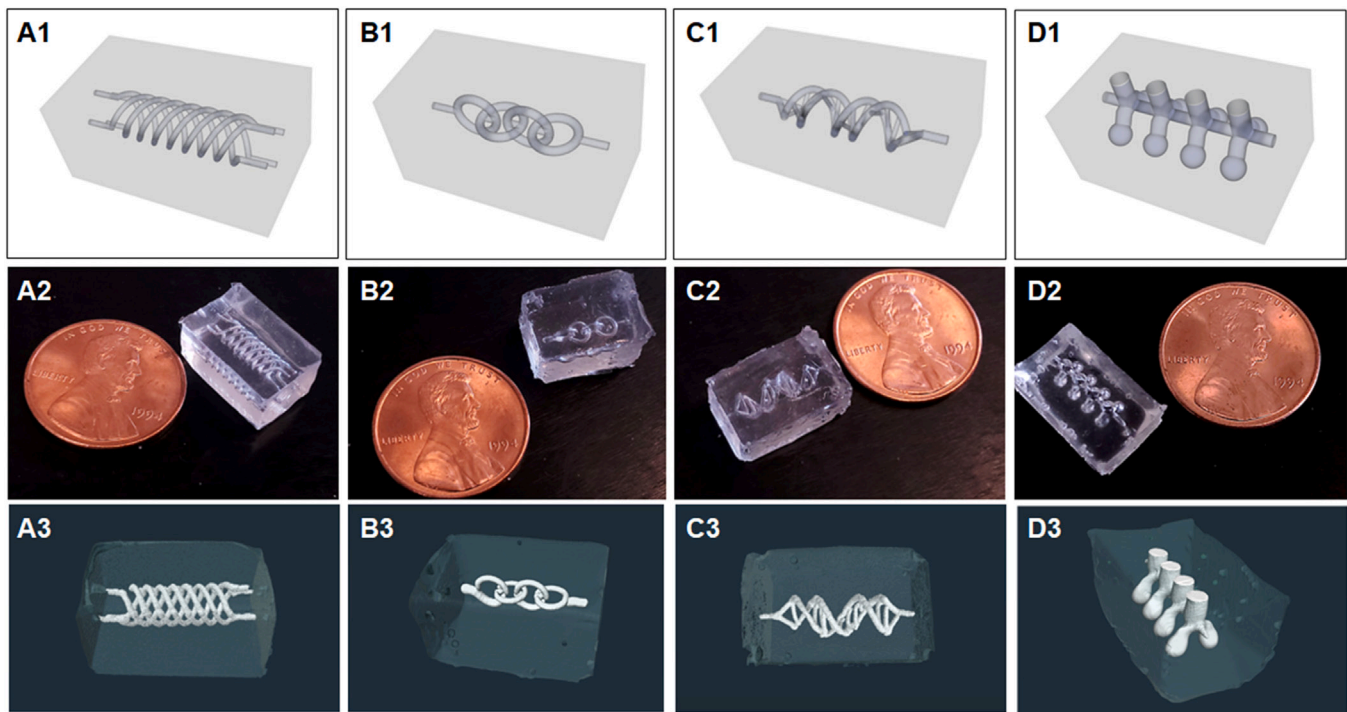 A1
B1
C1
D1
A2
IN GOD WE TRUST
LIBERTY
1994
B2
IN GOD WE TRUST
LIBERTY
1994
C2
IN GOD WE TRUST
LIBERTY
1994
D2
IN GOD WE TRUST
LIBERTY
1994
A3
B3
C3
D3